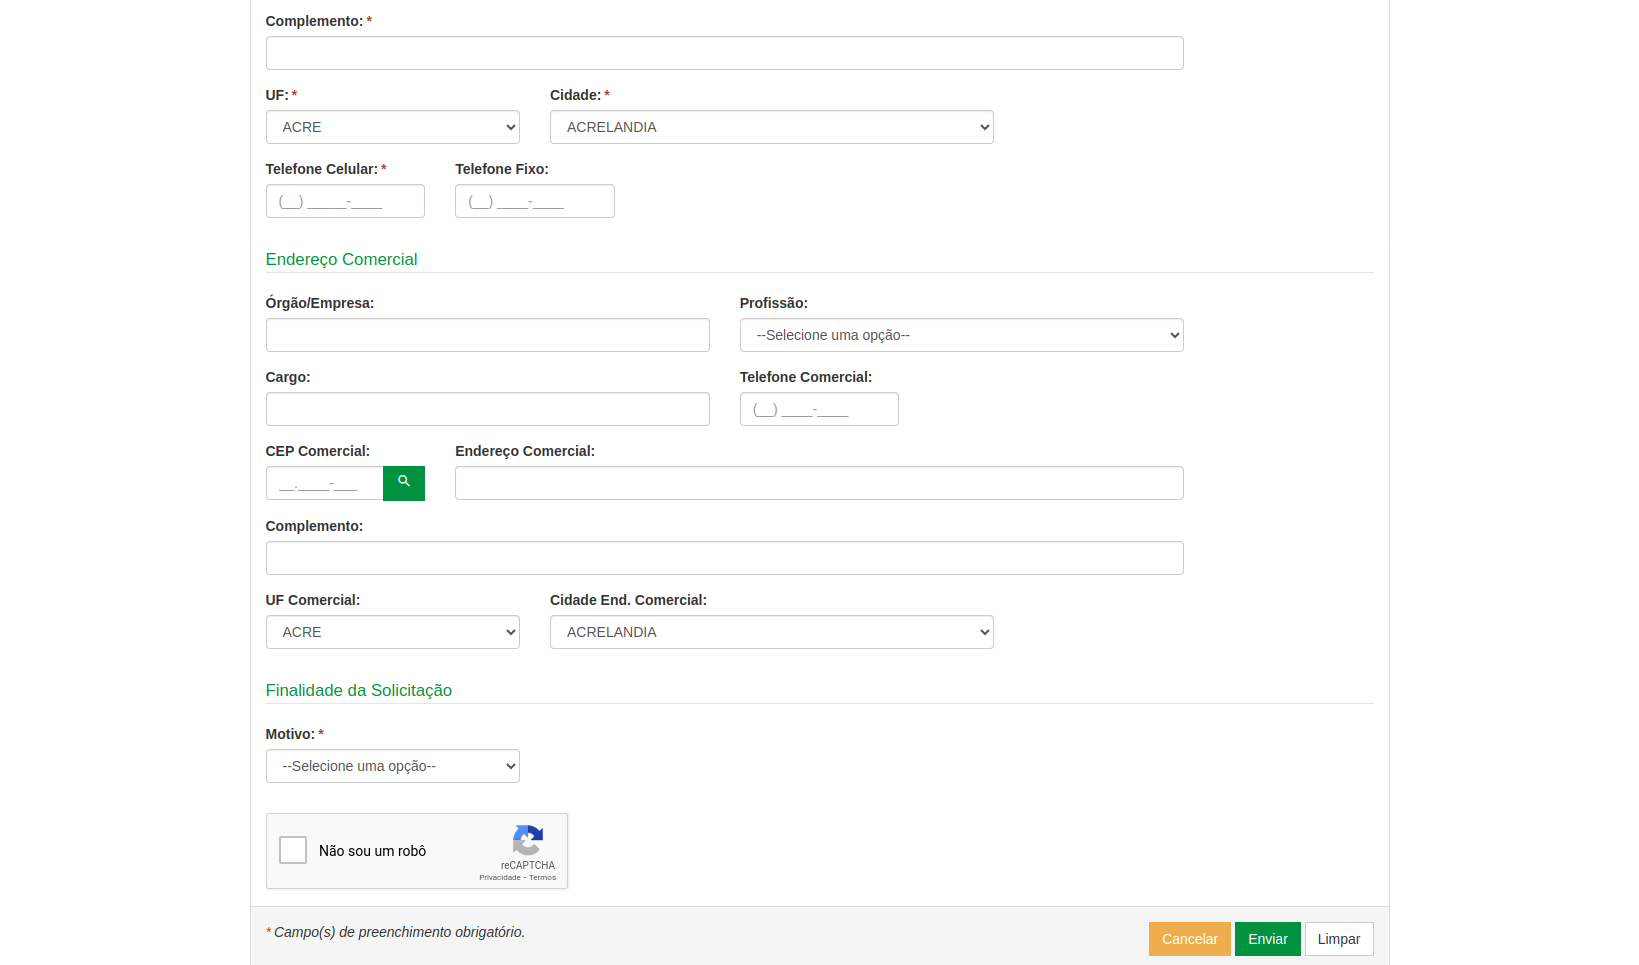 Complemento: *
UF: * Cidade: *
ACRE ACRELANDIA
Telefone Celular: * Telefone Fixo:
(__) _____-____ (__) ____-____
Endereço Comercial
Órgão/Empresa: Profissão:
--Selecione uma opção--
Cargo: Telefone Comercial:
(__) ____-____
CEP Comercial: Endereço Comercial:
__.____-___
Complemento:
UF Comercial: Cidade End. Comercial:
ACRE ACRELANDIA
Finalidade da Solicitação
Motivo: *
--Selecione uma opção--
Não sou um robô
reCAPTCHA
Privacidade - Termos
* Campo(s) de preenchimento obrigatório.
Cancelar Enviar Limpar